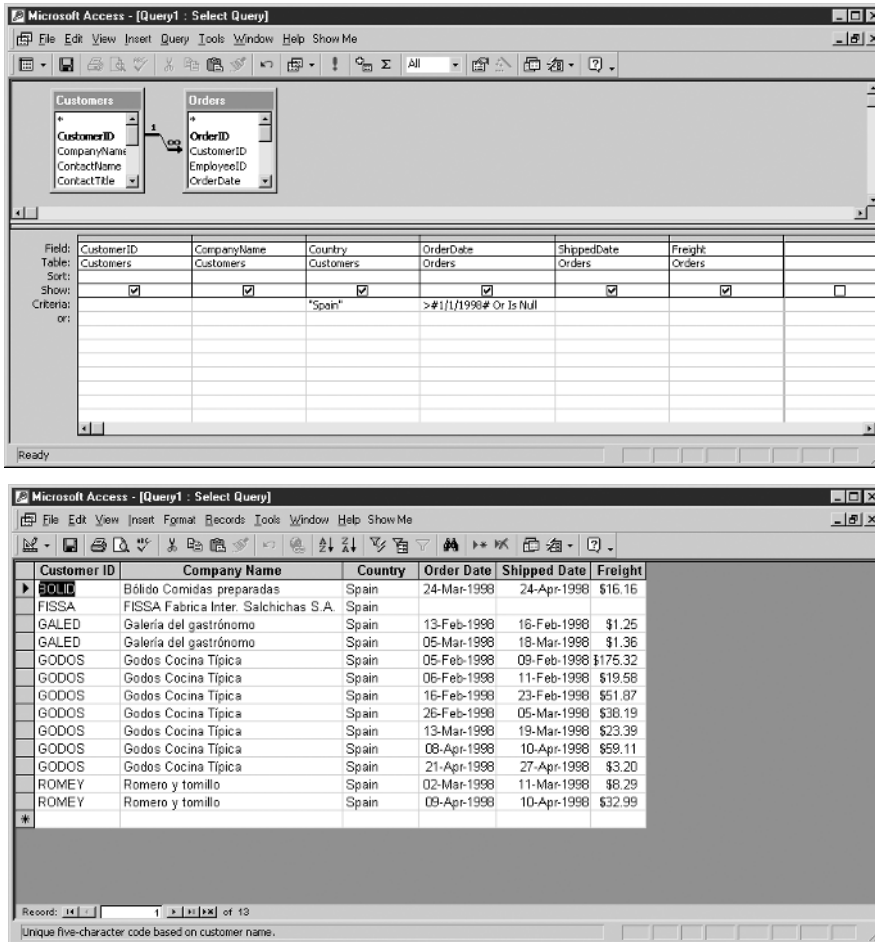 Microsoft Access - [Query1 : Select Query]
File Edit View Insert Query Tools Window Help Show Me
All
Customers Orders
* *
CustomerID 1 ∞ OrderID
CompanyName CustomerID
ContactName EmployeeID
ContactTitle OrderDate
Field: CustomerID CompanyName Country OrderDate ShippedDate Freight
Table: Customers Customers Customers Orders Orders Orders
Sort:
Show:
Criteria: "Spain" >#1/1/1998# Or Is Null
or:
Ready
Microsoft Access - [Query1 : Select Query]
File Edit View Insert Format Records Tools Window Help Show Me
Customer ID Company Name Country Order Date Shipped Date Freight
BOLID Bólido Comidas preparadas Spain 24-Mar-1998 24-Apr-1998 $16.16
FISSA FISSA Fabrica Inter. Salchichas S.A. Spain
GALED Galería del gastrónomo Spain 13-Feb-1998 16-Feb-1998 $1.25
GALED Galería del gastrónomo Spain 05-Mar-1998 18-Mar-1998 $1.36
GODOS Godos Cocina Típica Spain 05-Feb-1998 09-Feb-1998 $175.32
GODOS Godos Cocina Típica Spain 06-Feb-1998 11-Feb-1998 $19.58
GODOS Godos Cocina Típica Spain 16-Feb-1998 23-Feb-1998 $51.87
GODOS Godos Cocina Típica Spain 26-Feb-1998 05-Mar-1998 $38.19
GODOS Godos Cocina Típica Spain 13-Mar-1998 19-Mar-1998 $23.39
GODOS Godos Cocina Típica Spain 08-Apr-1998 10-Apr-1998 $59.11
GODOS Godos Cocina Típica Spain 21-Apr-1998 27-Apr-1998 $3.20
ROMEY Romero y tomillo Spain 02-Mar-1998 11-Mar-1998 $8.29
ROMEY Romero y tomillo Spain 09-Apr-1998 10-Apr-1998 $32.99
Record: 1 of 13
Unique five-character code based on customer name.